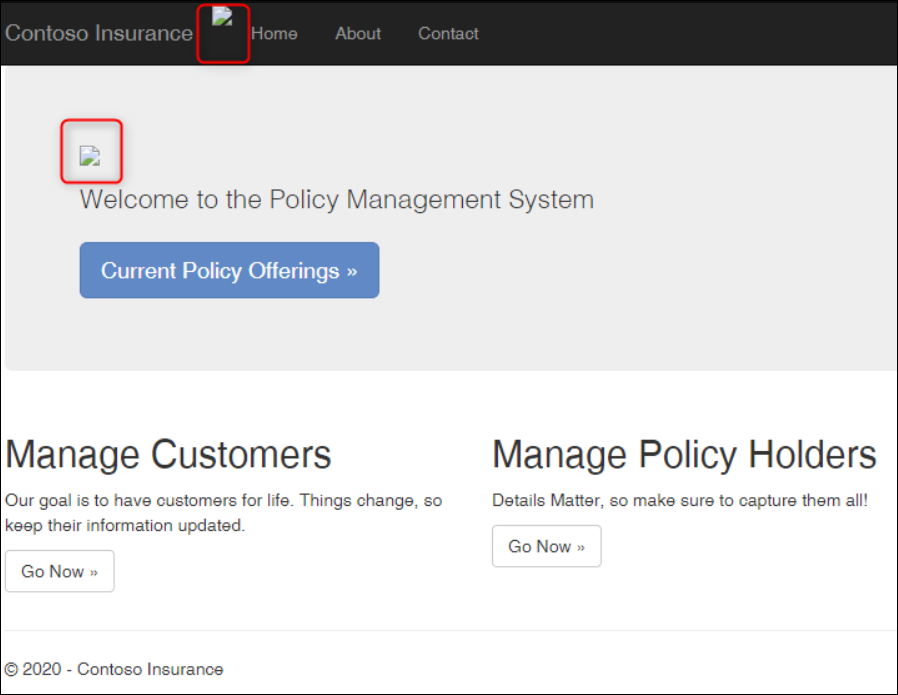 Contoso Insurance Home About Contact
Welcome to the Policy Management System
Current Policy Offerings »
Manage Customers
Our goal is to have customers for life. Things change, so
keep their information updated.
Go Now »
Manage Policy Holders
Details Matter, so make sure to capture them all!
Go Now »
© 2020 - Contoso Insurance